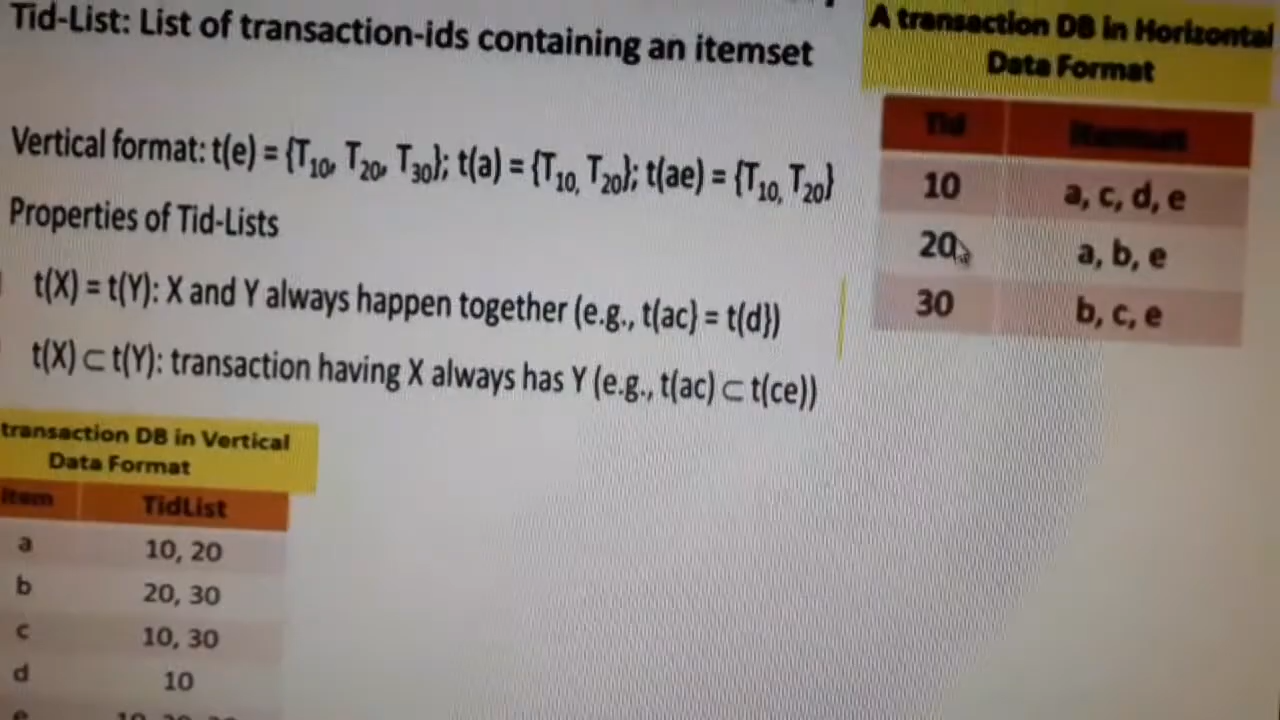 Tid-List: List of transaction-ids containing an itemset
Vertical format: t(e) = {T10, T20, T30}; t(a) = {T10, T20}; t(ae) = {T10, T20}
Properties of Tid-Lists
t(X) = t(Y): X and Y always happen together (e.g., t(ac} = t(d})
t(X) ⊂ t(Y): transaction having X always has Y (e.g., t(ac) ⊂ t(ce))
A transaction DB in Horizontal
Data Format
Tid Itemset
10 a, c, d, e
20 a, b, e
30 b, c, e
transaction DB in Vertical
Data Format
Item TidList
a 10, 20
b 20, 30
c 10, 30
d 10
e